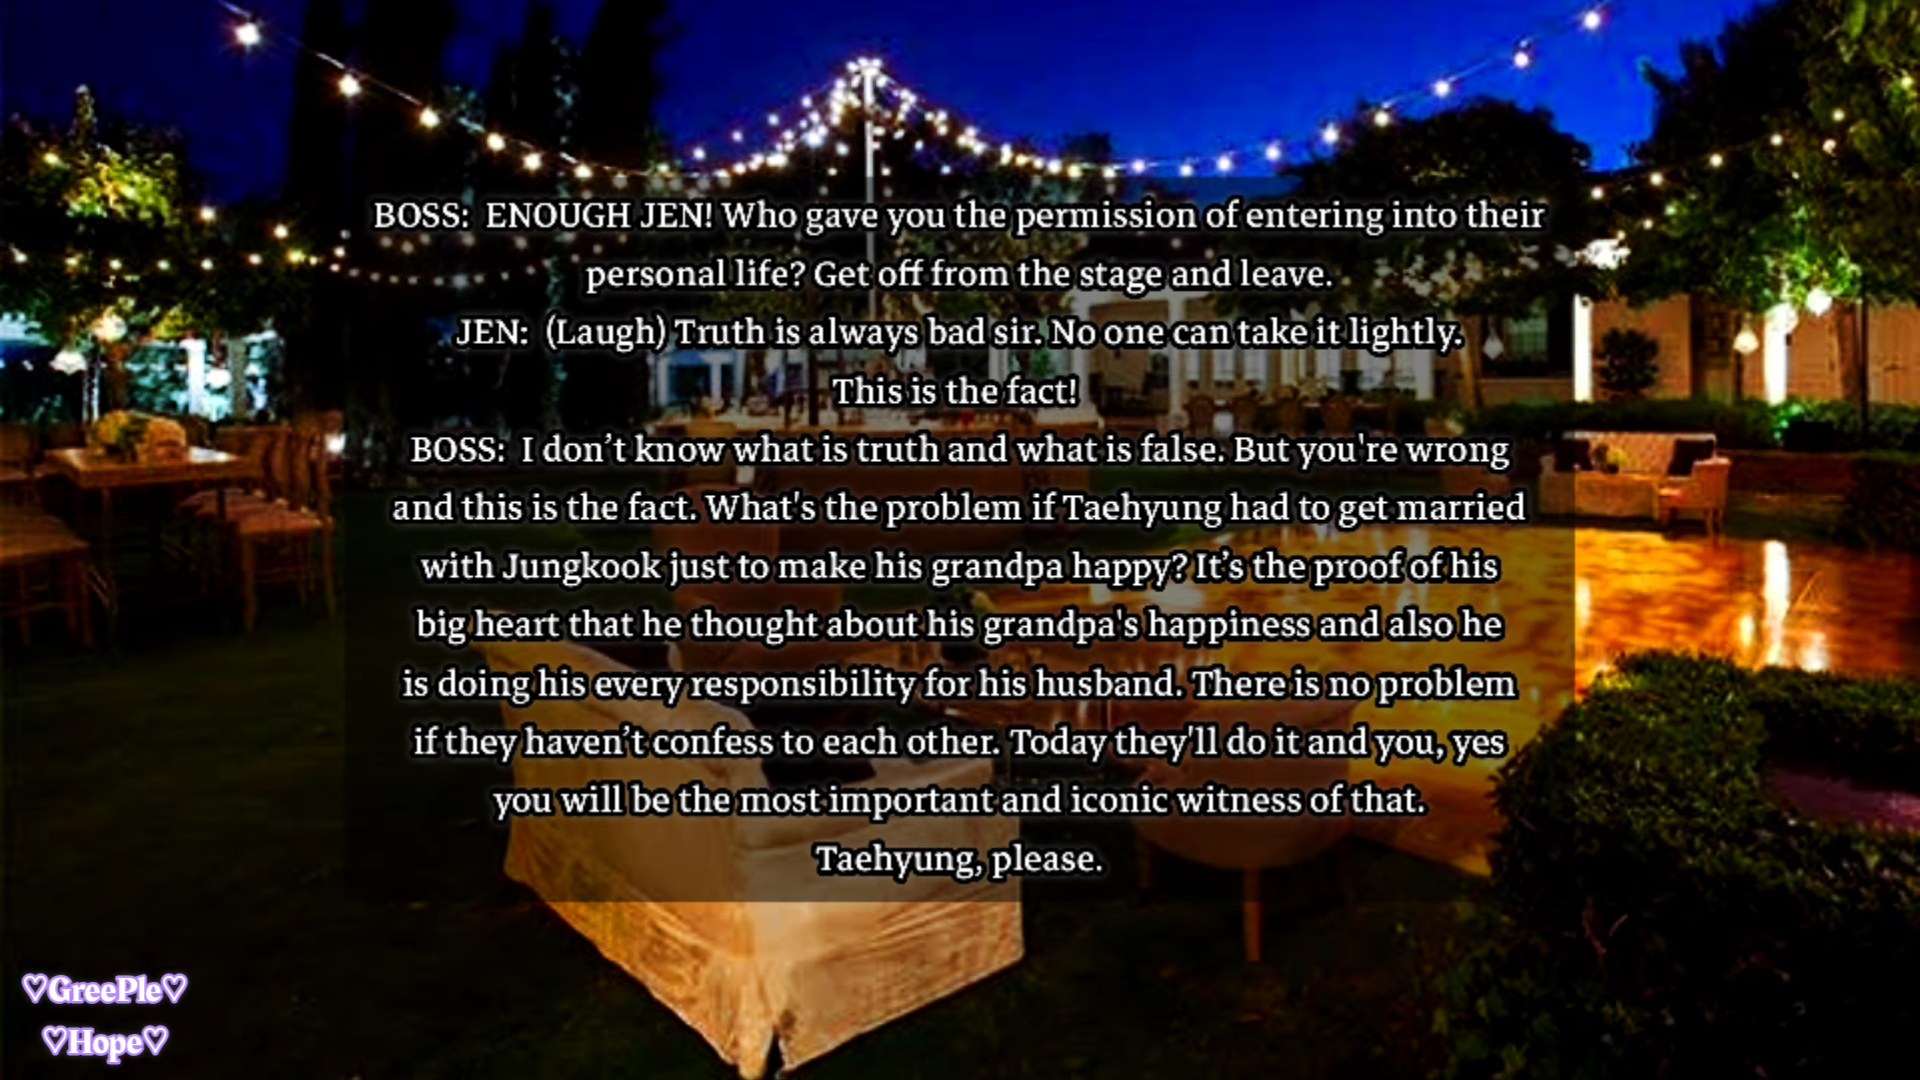 BOSS:  ENOUGH JEN! Who gave you the permission of entering into their
personal life? Get off from the stage and leave.
JEN:  (Laugh) Truth is always bad sir. No one can take it lightly.
This is the fact!
BOSS:  I don’t know what is truth and what is false. But you're wrong
and this is the fact. What's the problem if Taehyung had to get married
with Jungkook just to make his grandpa happy? It’s the proof of his
big heart that he thought about his grandpa's happiness and also he
is doing his every responsibility for his husband. There is no problem
if they haven’t confess to each other. Today they'll do it and you, yes
you will be the most important and iconic witness of that.
Taehyung, please.
♡GreePle♡
♡Hope♡